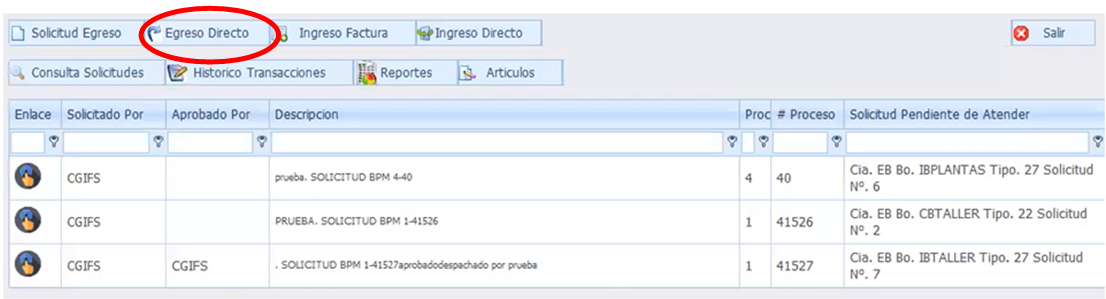 Solicitud Egreso Egreso Directo Ingreso Factura Ingreso Directo Salir
Consulta Solicitudes Historico Transacciones Reportes Articulos
Enlace Solicitado Por Aprobado Por Descripcion Proc # Proceso Solicitud Pendiente de Atender
CGIFS prueba. SOLICITUD BPM 4-40 4 40 Cia. EB Bo. IBPLANTAS Tipo. 27 Solicitud
Nº. 6
CGIFS PRUEBA. SOLICITUD BPM 1-41526 1 41526 Cia. EB Bo. CBTALLER Tipo. 22 Solicitud
Nº. 2
CGIFS CGIFS . SOLICITUD BPM 1-41527aprobadodespachado por prueba 1 41527 Cia. EB Bo. IBTALLER Tipo. 27 Solicitud
Nº. 7